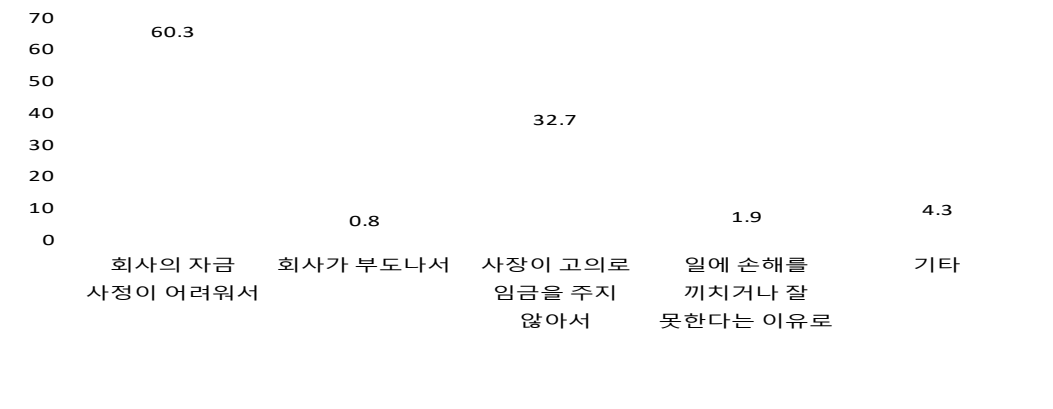 70
60
50
40
30
20
10
0
60.3
0.8
32.7
1.9
4.3
회사의 자금
사정이 어려워서
회사가 부도나서
사장이 고의로
임금을 주지
않아서
일에 손해를
끼치거나 잘
못한다는 이유로
기타